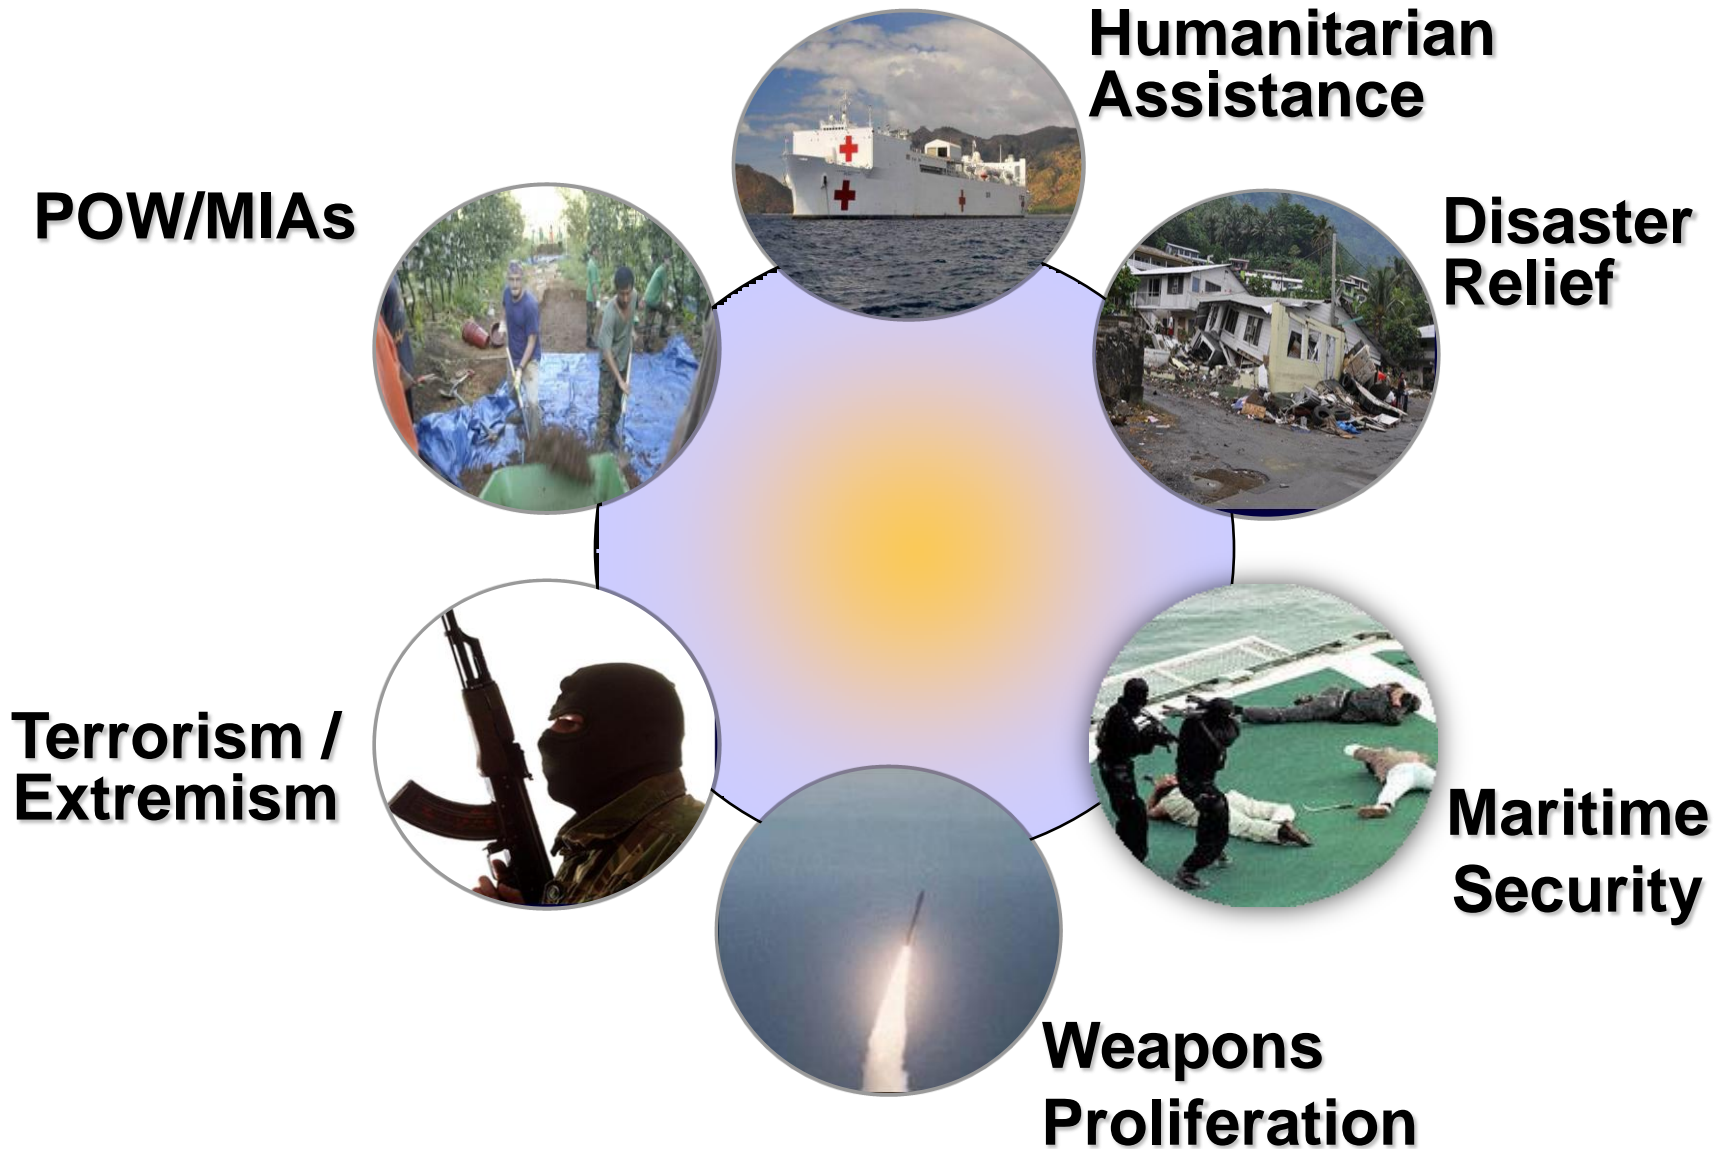 Humanitarian
Assistance
POW/MIAs
Disaster
Relief
Terrorism /
Extremism
Maritime
Security
Weapons
Proliferation